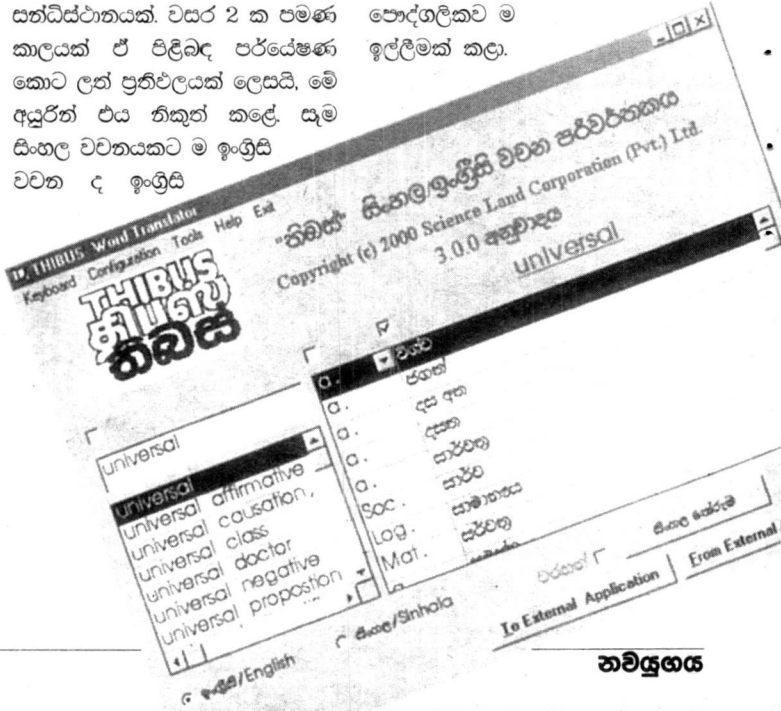 සන්ධිස්ථානයක්. වසර 2 ක පමණ
කාලයක් ඒ පිළිබඳ පර්යේෂණ
කොට ලත් ප්‍රතිඵලයක් ලෙසයි, මේ
අයුරින් එය නිකුත් කළේ. සෑම
සිංහල වචනයකට ම ඉංග්‍රීසි
වචන ද ඉංග්‍රීසි
පෞද්ගලිකව ම
ඉල්ලීමක් කළා.
THIBUS Word Translator
Keyboard Configuration Tools Help Exit
THIBUS
තිබස්
"තිබස්" සිංහල/ඉංග්‍රීසි වචන පරිවර්තකය
Copyright (c) 2000 Science Land Corporation (Pvt.) Ltd.
3.0.0 අනුවාදය
universal
universal
universal
universal affirmative
universal causation,
universal class
universal doctor
universal negative
universal propostion
a. විශ්ව
a. ජගත්
a. දස අත
a. දසත
a. සාර්වත්‍ර
Soc. සාර්ව
Log. සාමාන්‍යය
Mat. සර්වත්‍ර
ඉංග්‍රීසි/English
සිංහල/Sinhala
වරනත්
සිංහල තේරුම
To External Application
From External
නවයුගය